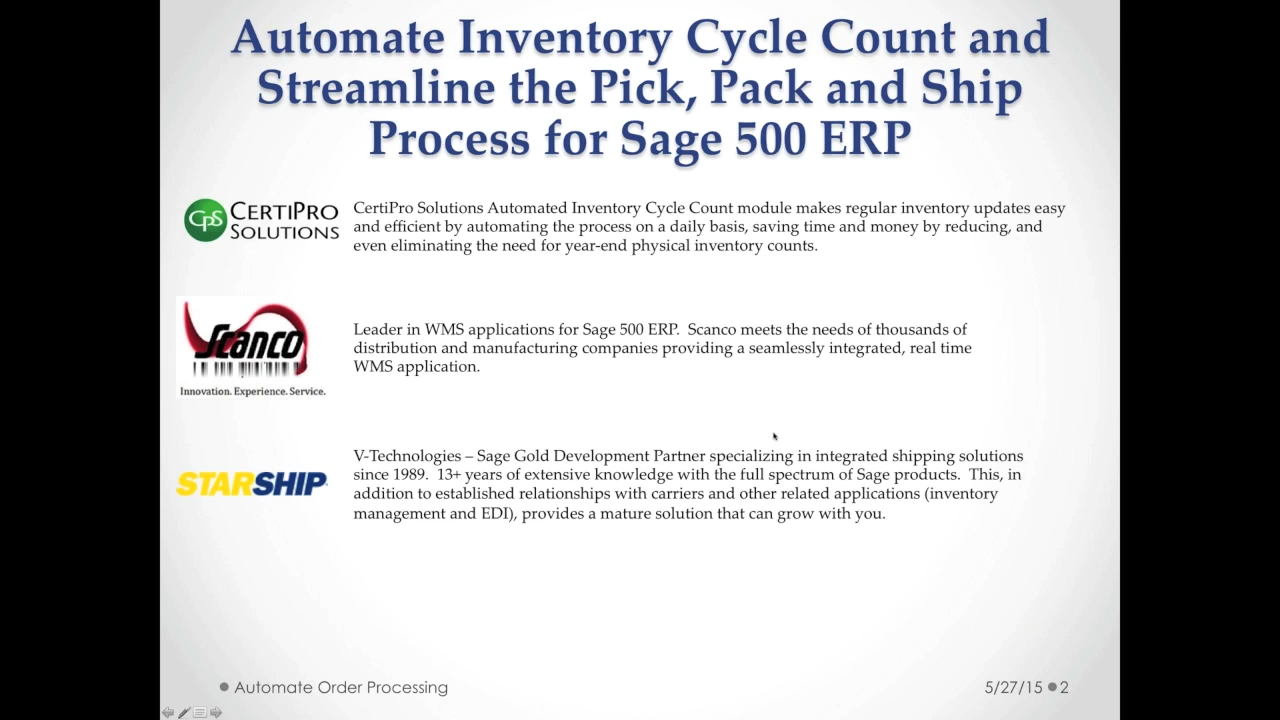 Automate Inventory Cycle Count and
Streamline the Pick, Pack and Ship
Process for Sage 500 ERP
CPS CERTIPRO
SOLUTIONS
CertiPro Solutions Automated Inventory Cycle Count module makes regular inventory updates easy
and efficient by automating the process on a daily basis, saving time and money by reducing, and
even eliminating the need for year-end physical inventory counts.
Scanco
Innovation. Experience. Service.
Leader in WMS applications for Sage 500 ERP. Scanco meets the needs of thousands of
distribution and manufacturing companies providing a seamlessly integrated, real time
WMS application.
STARSHIP
V-Technologies – Sage Gold Development Partner specializing in integrated shipping solutions
since 1989. 13+ years of extensive knowledge with the full spectrum of Sage products. This, in
addition to established relationships with carriers and other related applications (inventory
management and EDI), provides a mature solution that can grow with you.
Automate Order Processing
5/27/15 2